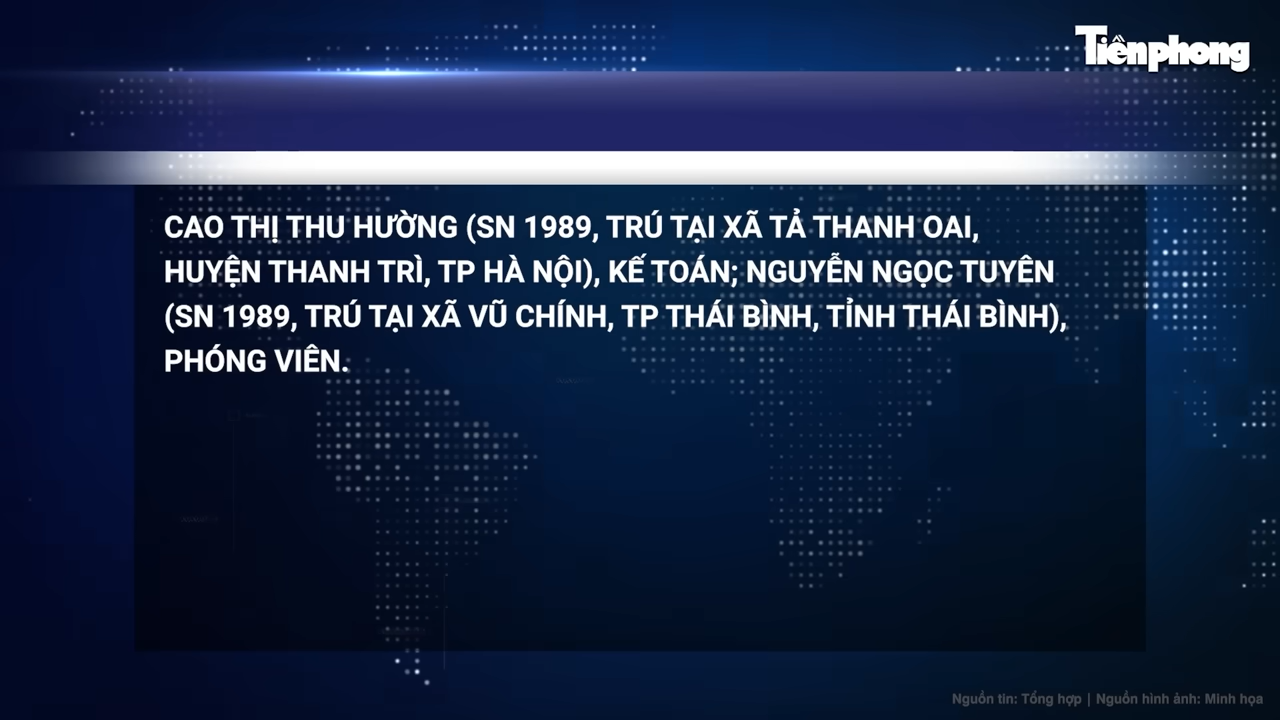 Tiềnphong
CAO THỊ THU HƯỜNG (SN 1989, TRÚ TẠI XÃ TẢ THANH OAI,
HUYỆN THANH TRÌ, TP HÀ NỘI), KẾ TOÁN; NGUYỄN NGỌC TUYÊN
(SN 1989, TRÚ TẠI XÃ VŨ CHÍNH, TP THÁI BÌNH, TỈNH THÁI BÌNH),
PHÓNG VIÊN.
Nguồn tin: Tổng hợp | Nguồn hình ảnh: Minh họa